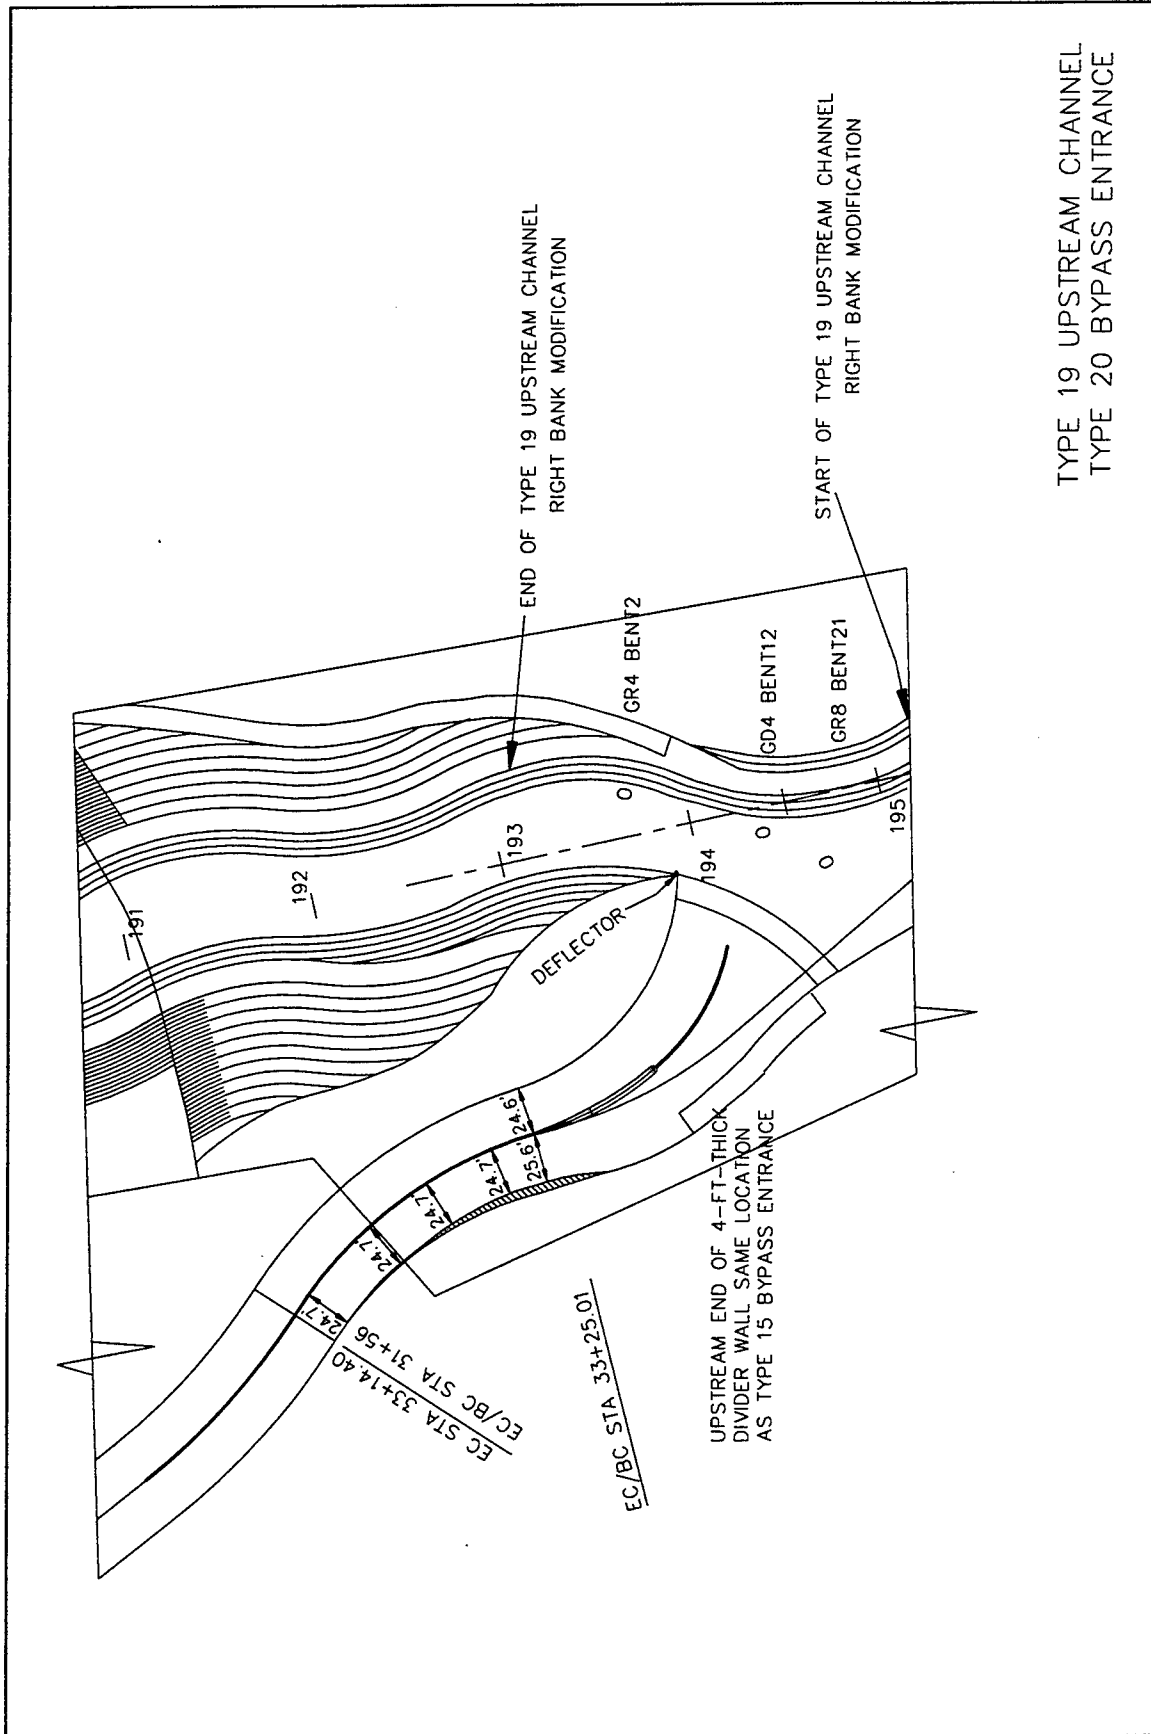 TYPE 19 UPSTREAM CHANNEL
TYPE 20 BYPASS ENTRANCE
END OF TYPE 19 UPSTREAM CHANNEL
RIGHT BANK MODIFICATION
START OF TYPE 19 UPSTREAM CHANNEL
RIGHT BANK MODIFICATION
GR4 BENT2
GD4 BENT12
GR8 BENT21
191
192
193
194
195
DEFLECTOR
24.6'
25.6'
24.7'
24.7'
24.7'
24.7'
EC STA 33+14.40
EC/BC STA 31+56
EC/BC STA 33+25.01
UPSTREAM END OF 4-FT-THICK
DIVIDER WALL SAME LOCATION
AS TYPE 15 BYPASS ENTRANCE